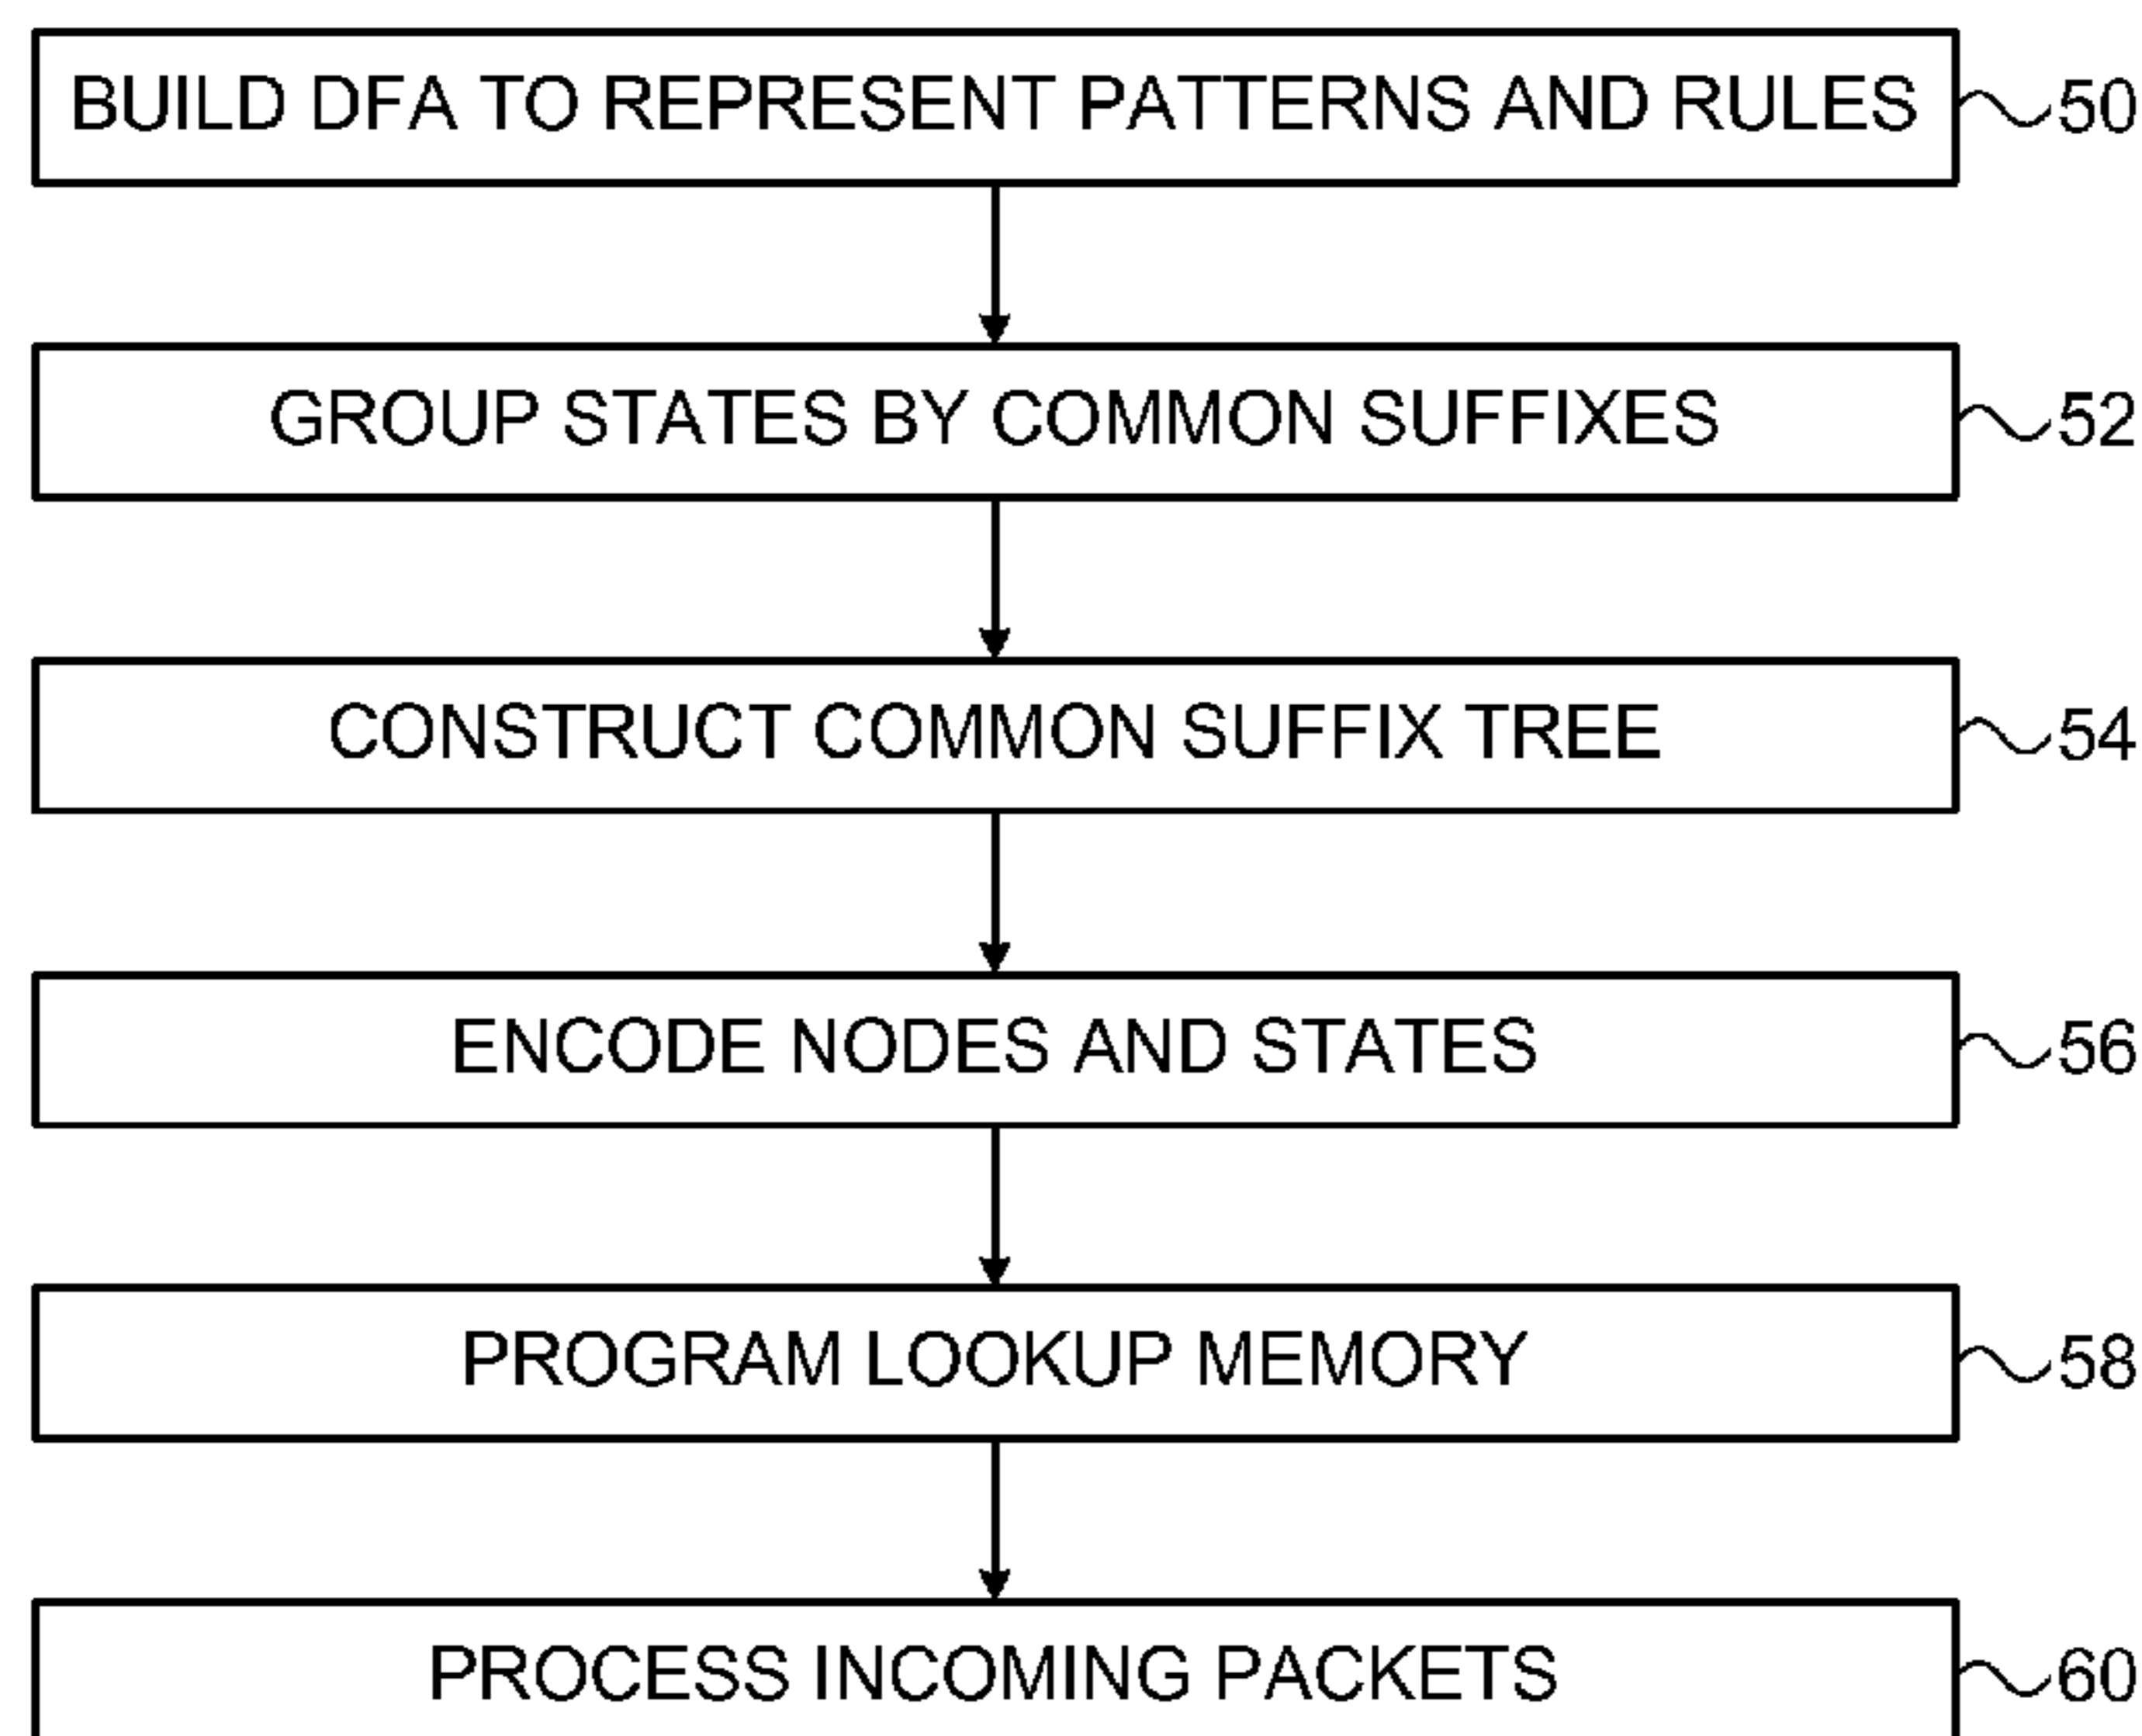 BUILD DFA TO REPRESENT PATTERNS AND RULES 50
GROUP STATES BY COMMON SUFFIXES 52
CONSTRUCT COMMON SUFFIX TREE 54
ENCODE NODES AND STATES 56
PROGRAM LOOKUP MEMORY 58
PROCESS INCOMING PACKETS 60